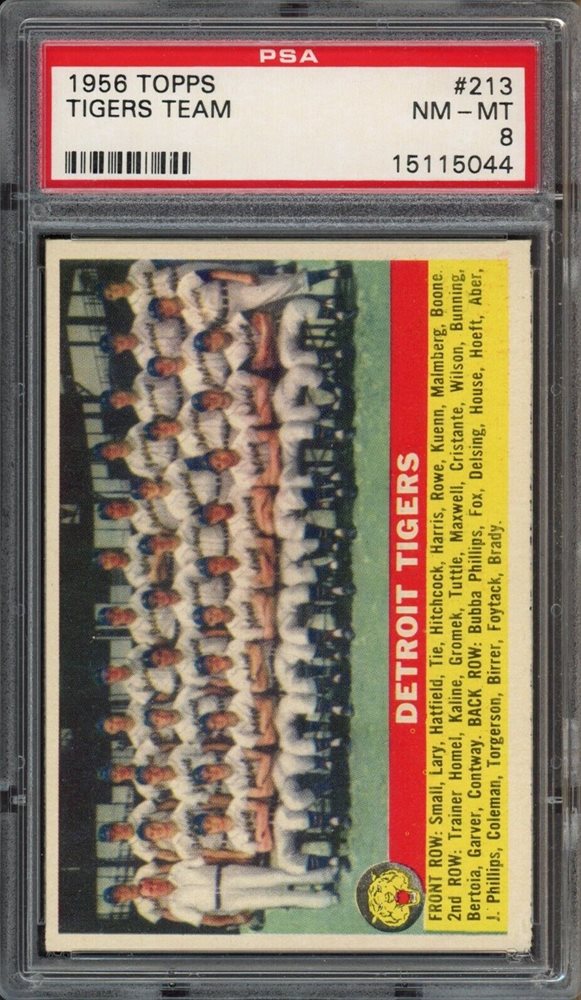 PSA
1956 TOPPS
#213
TIGERS TEAM
NM - MT
8
15115044
DETROIT TIGERS
FRONT ROW: Small, Lary, Hatfield, Tie, Hitchcock, Harris, Rowe, Kuenn, Malmberg, Boone.
2nd ROW: Trainer Homel, Kaline, Gromek, Tuttle, Maxwell, Cristante, Wilson, Bunning,
Bertoia, Garver, Contway. BACK ROW: Bubba Phillips, Fox, Delsing, House, Hoeft, Aber,
J. Phillips, Coleman, Torgerson, Birrer, Foytack, Brady.